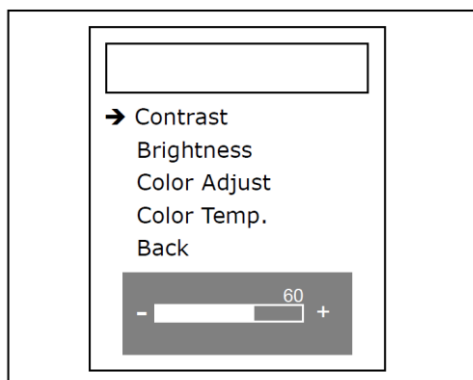 ➔ Contrast
Brightness
Color Adjust
Color Temp.
Back
60
- +